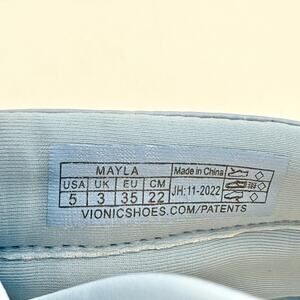 MAYLA
Made in China
USA UK EU CM
5 3 35 22
JH: 11-2022
VIONICSHOES.COM/PATENTS